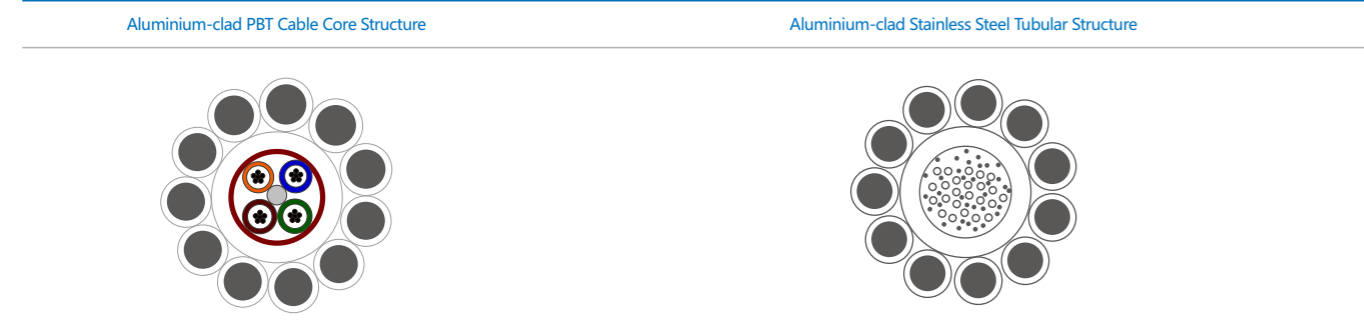 Aluminium-clad PBT Cable Core Structure
Aluminium-clad Stainless Steel Tubular Structure